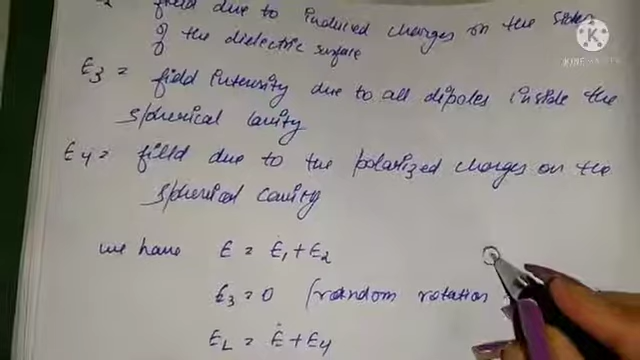 field due to induced charges on the sides
of the dielectric surface
E3 = field intensity due to all dipoles inside the
spherical cavity
E4 = filld due to the polarized charges on the
spherical cavity
we have E = E1 + E2
E3 = 0 (random rotation
EL = E + E4
K
KINEMASTER